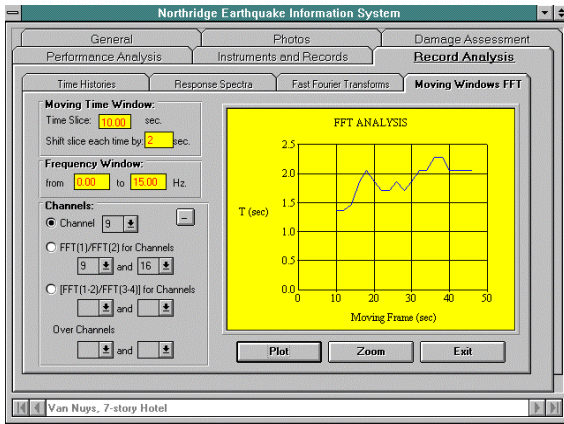 Northridge Earthquake Information System
General Photos Damage Assessment
Performance Analysis Instruments and Records Record Analysis
Time Histories Response Spectra Fast Fourier Transforms Moving Windows FFT
Moving Time Window:
Time Slice: 10.00 sec.
Shift slice each time by: 2 sec.
Frequency Window:
from 0.00 to 15.00 Hz.
Channels:
Channel 9
FFT(1)/FFT(2) for Channels
9 and 16
[FFT(1-2)/FFT(3-4)] for Channels
and
Over Channels
and
FFT ANALYSIS
2.5
2.0
T (sec)
1.5
1.0
0.5
0.0
0 10 20 30 40 50
Moving Frame (sec)
Plot Zoom Exit
Van Nuys, 7-story Hotel